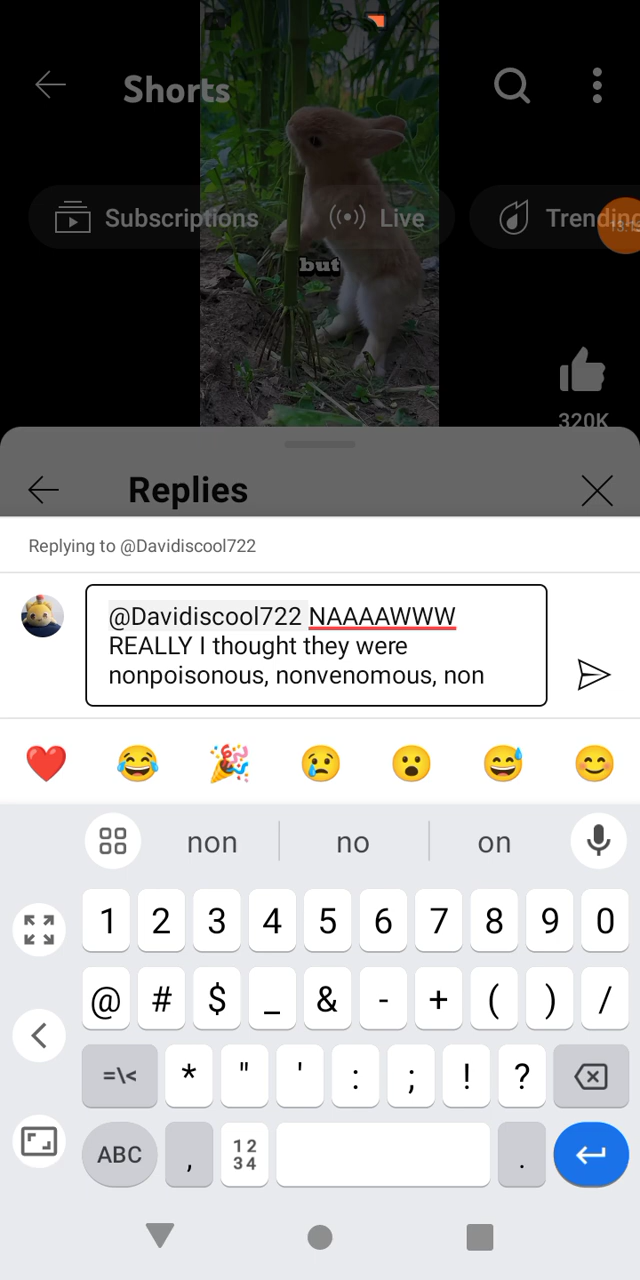 Shorts
Subscriptions
Live
Trending
but
320K
Replies
Replying to @Davidiscool722
@Davidiscool722 NAAAAWWW
REALLY I thought they were
nonpoisonous, nonvenomous, non
non no on
1 2 3 4 5 6 7 8 9 0
@ # $ _ & - + ( ) /
=\< * " ' : ; ! ?
ABC , 12 34 .